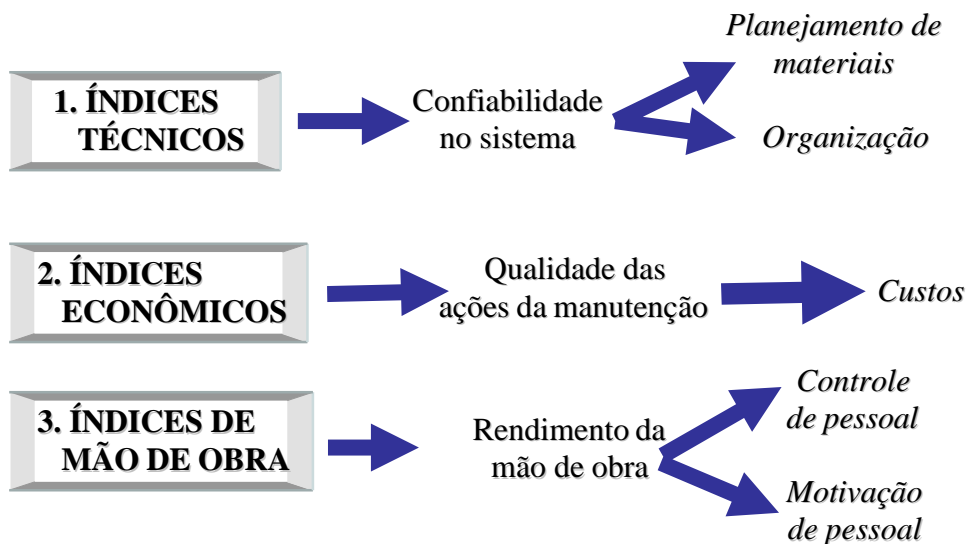 1. ÍNDICES
TÉCNICOS
Confiabilidade
no sistema
Planejamento de
materiais
Organização
2. ÍNDICES
ECONÔMICOS
Qualidade das
ações da manutenção
Custos
3. ÍNDICES DE
MÃO DE OBRA
Rendimento da
mão de obra
Controle
de pessoal
Motivação
de pessoal